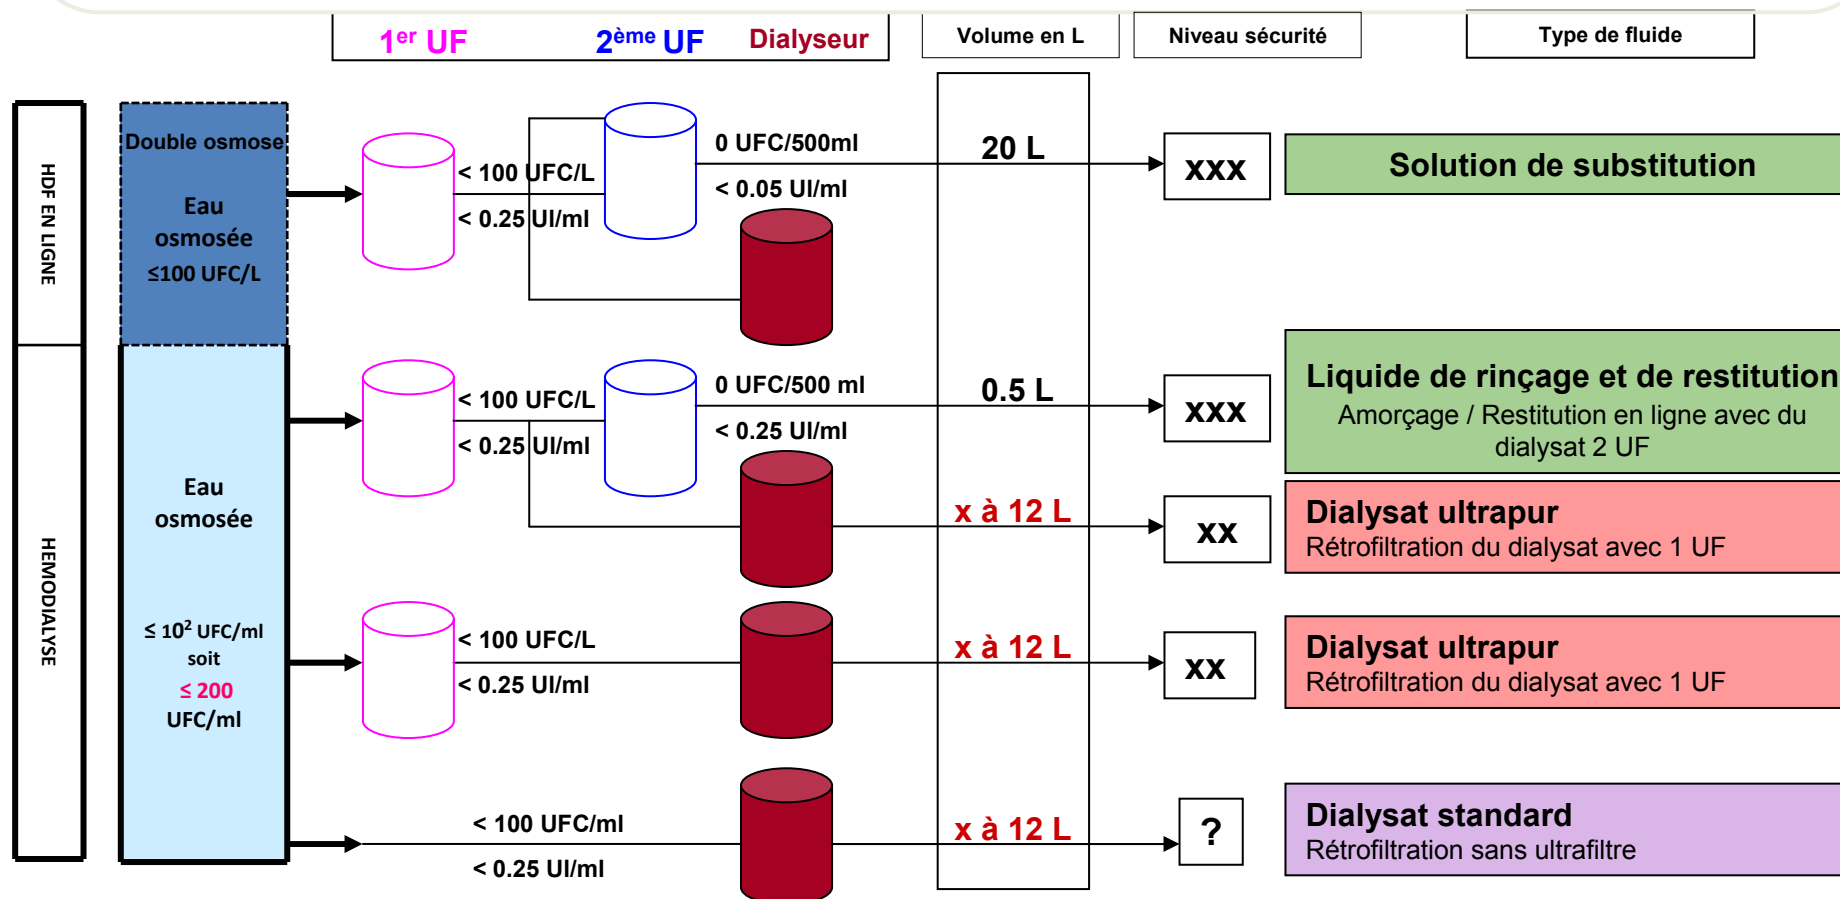 1er UF
2ème UF
Dialyseur
Volume en L
Niveau sécurité
Type de fluide
HDF EN LIGNE
Double osmose
Eau
osmosée
≤100 UFC/L
< 100 UFC/L
< 0.25 UI/ml
0 UFC/500ml
< 0.05 UI/ml
20 L
xxx
Solution de substitution
HEMODIALYSE
Eau
osmosée
≤ 10² UFC/ml
soit
≤ 200
UFC/ml
< 100 UFC/L
< 0.25 UI/ml
0 UFC/500 ml
< 0.25 UI/ml
0.5 L
xxx
Liquide de rinçage et de restitution
Amorçage / Restitution en ligne avec du
dialysat 2 UF
x à 12 L
xx
Dialysat ultrapur
Rétrofiltration du dialysat avec 1 UF
< 100 UFC/L
< 0.25 UI/ml
x à 12 L
xx
Dialysat ultrapur
Rétrofiltration du dialysat avec 1 UF
< 100 UFC/ml
< 0.25 UI/ml
x à 12 L
?
Dialysat standard
Rétrofiltration sans ultrafiltre